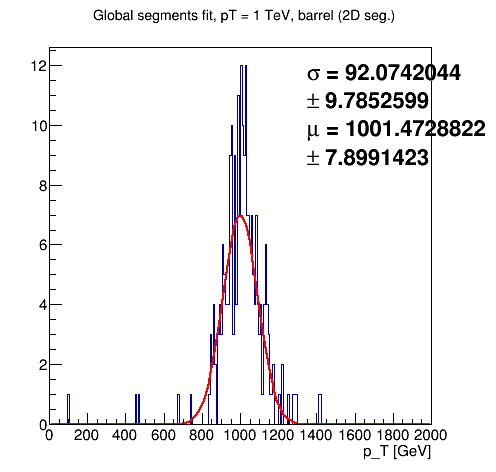 Global segments fit, pT = 1 TeV, barrel (2D seg.)
σ = 92.0742044
± 9.7852599
μ = 1001.4728822
± 7.8991423
12
10
8
6
4
2
0
0 200 400 600 800 1000 1200 1400 1600 1800 2000
p_T [GeV]